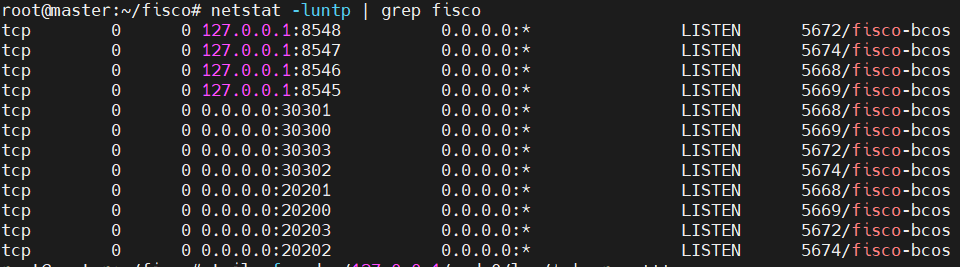 root@master:~/fisco# netstat -luntp | grep fisco
tcp 0 0 127.0.0.1:8548 0.0.0.0:* LISTEN 5672/fisco-bcos
tcp 0 0 127.0.0.1:8547 0.0.0.0:* LISTEN 5674/fisco-bcos
tcp 0 0 127.0.0.1:8546 0.0.0.0:* LISTEN 5668/fisco-bcos
tcp 0 0 127.0.0.1:8545 0.0.0.0:* LISTEN 5669/fisco-bcos
tcp 0 0 0.0.0.0:30301 0.0.0.0:* LISTEN 5668/fisco-bcos
tcp 0 0 0.0.0.0:30300 0.0.0.0:* LISTEN 5669/fisco-bcos
tcp 0 0 0.0.0.0:30303 0.0.0.0:* LISTEN 5672/fisco-bcos
tcp 0 0 0.0.0.0:30302 0.0.0.0:* LISTEN 5674/fisco-bcos
tcp 0 0 0.0.0.0:20201 0.0.0.0:* LISTEN 5668/fisco-bcos
tcp 0 0 0.0.0.0:20200 0.0.0.0:* LISTEN 5669/fisco-bcos
tcp 0 0 0.0.0.0:20203 0.0.0.0:* LISTEN 5672/fisco-bcos
tcp 0 0 0.0.0.0:20202 0.0.0.0:* LISTEN 5674/fisco-bcos